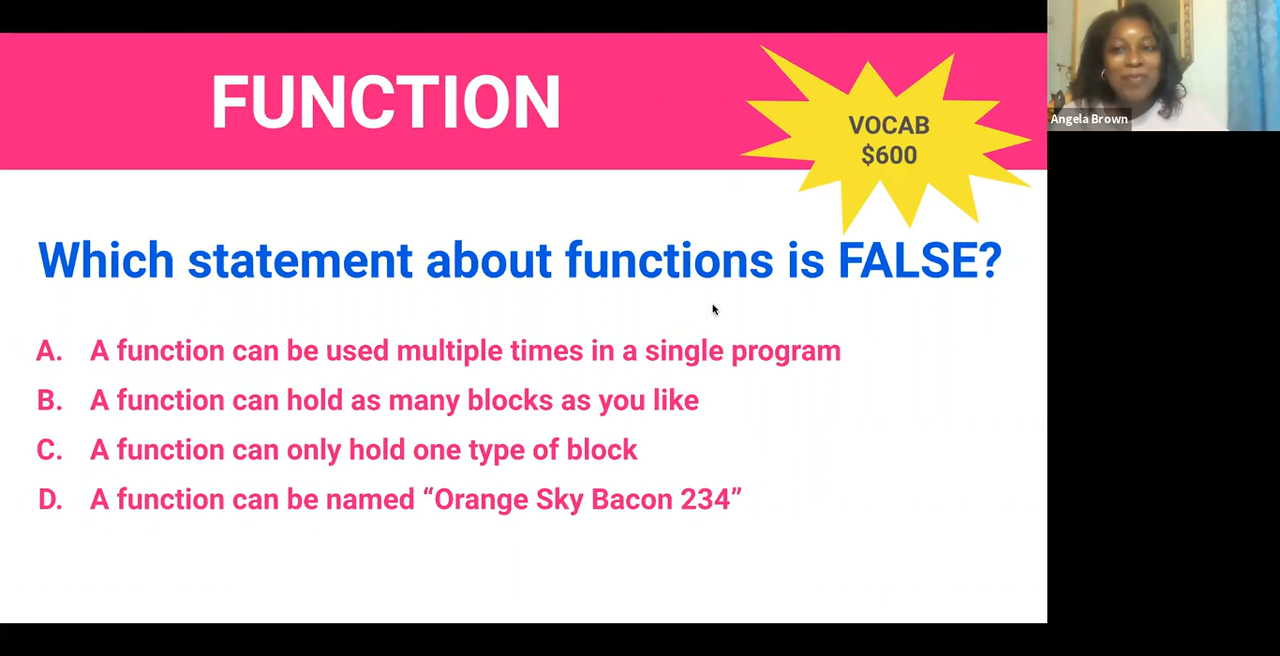 FUNCTION
VOCAB
$600
Angela Brown
Which statement about functions is FALSE?
A. A function can be used multiple times in a single program
B. A function can hold as many blocks as you like
C. A function can only hold one type of block
D. A function can be named “Orange Sky Bacon 234”